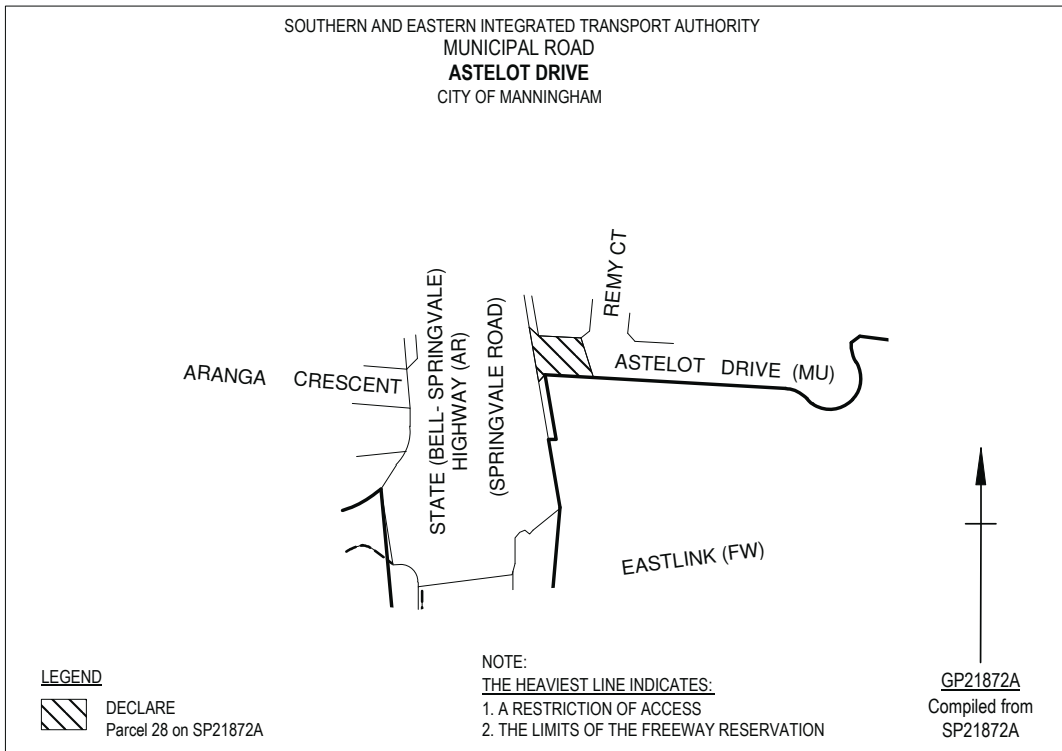 SOUTHERN AND EASTERN INTEGRATED TRANSPORT AUTHORITY
MUNICIPAL ROAD
ASTELOT DRIVE
CITY OF MANNINGHAM
REMY CT
ARANGA CRESCENT
STATE (BELL- SPRINGVALE)
HIGHWAY (AR)
(SPRINGVALE ROAD)
ASTELOT DRIVE (MU)
EASTLINK (FW)
LEGEND
DECLARE
Parcel 28 on SP21872A
NOTE:
THE HEAVIEST LINE INDICATES:
1. A RESTRICTION OF ACCESS
2. THE LIMITS OF THE FREEWAY RESERVATION
GP21872A
Compiled from
SP21872A